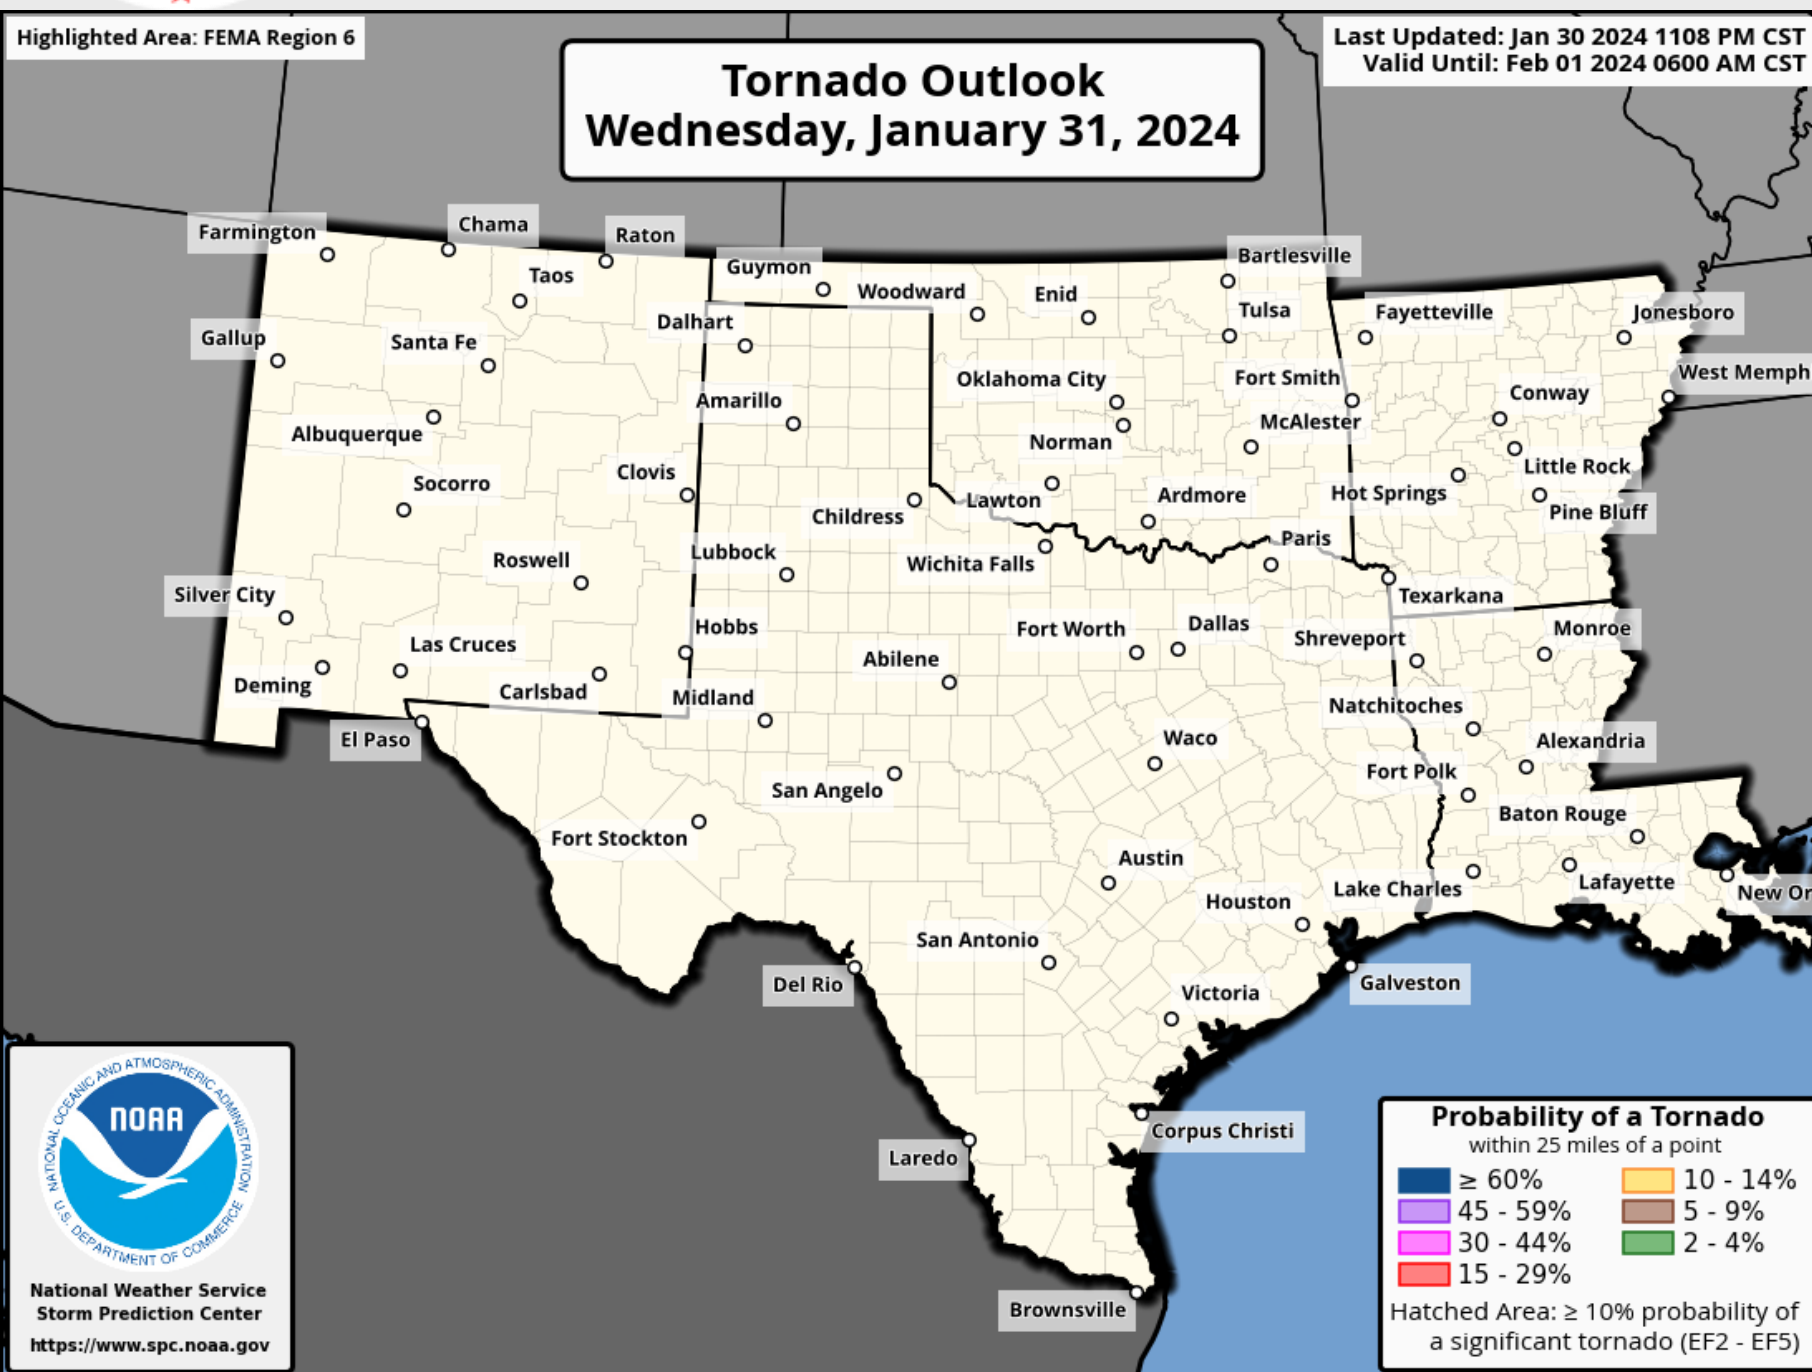 Highlighted Area: FEMA Region 6
Last Updated: Jan 30 2024 1108 PM CST
Valid Until: Feb 01 2024 0600 AM CST
Tornado Outlook
Wednesday, January 31, 2024
Farmington
Chama
Raton
Guymon
Bartlesville
Taos
Woodward
Enid
Tulsa
Fayetteville
Jonesboro
Gallup
Santa Fe
Dalhart
Oklahoma City
Fort Smith
West Memph
Conway
Amarillo
McAlester
Albuquerque
Norman
Clovis
Little Rock
Socorro
Childress
Lawton
Ardmore
Hot Springs
Pine Bluff
Paris
Lubbock
Roswell
Wichita Falls
Silver City
Texarkana
Hobbs
Fort Worth
Dallas
Shreveport
Monroe
Las Cruces
Abilene
Deming
Carlsbad
Midland
Natchitoches
El Paso
Waco
Alexandria
Fort Polk
San Angelo
Baton Rouge
Fort Stockton
Austin
Lake Charles
Lafayette
New Or
Houston
San Antonio
Del Rio
Galveston
Victoria
Corpus Christi
Laredo
Brownsville
NATIONAL OCEANIC AND ATMOSPHERIC ADMINISTRATION
NOAA
U.S. DEPARTMENT OF COMMERCE
National Weather Service
Storm Prediction Center
https://www.spc.noaa.gov
Probability of a Tornado
within 25 miles of a point
≥ 60% 10 - 14%
45 - 59% 5 - 9%
30 - 44% 2 - 4%
15 - 29%
Hatched Area: ≥ 10% probability of
a significant tornado (EF2 - EF5)